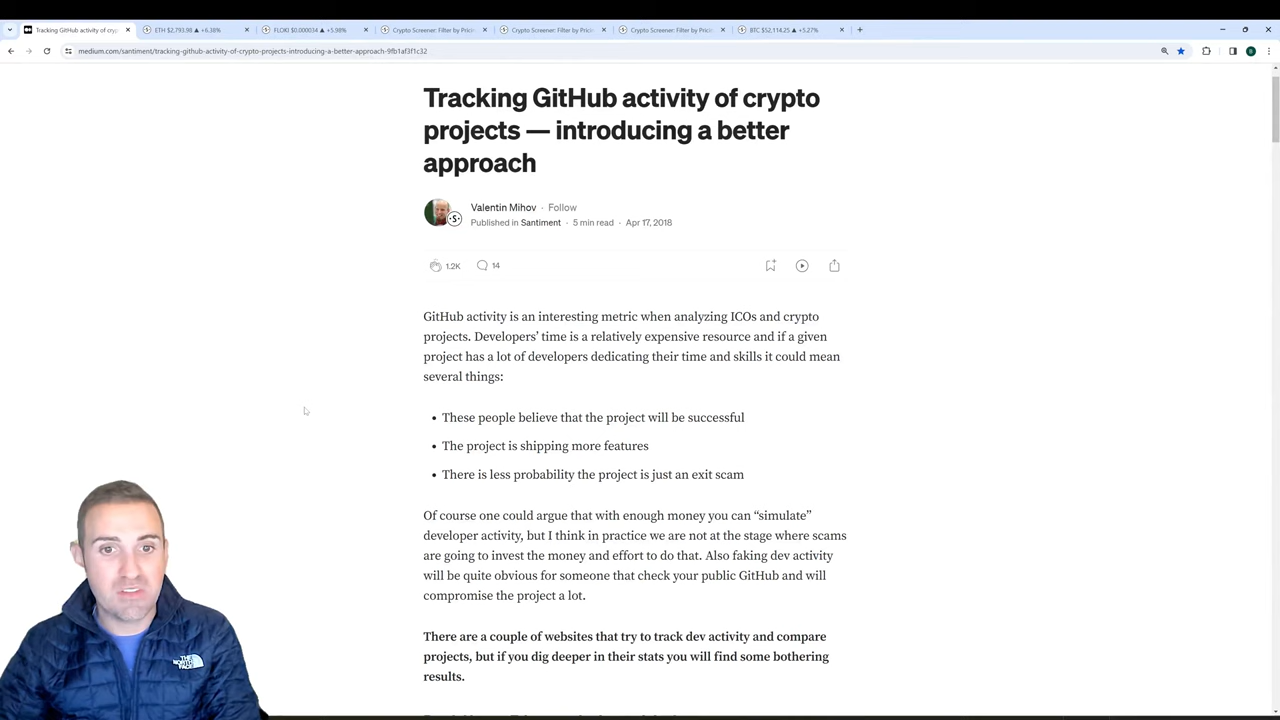 Tracking GitHub activity of cryp
ETH $2,793.98 ▲ +6.38%
FLOKI $0.000034 ▲ +5.98%
Crypto Screener: Filter by Pricin
Crypto Screener: Filter by Pricin
Crypto Screener: Filter by Pricin
BTC $52,114.25 ▲ +3.27%
medium.com/santiment/tracking-github-activity-of-crypto-projects-introducing-a-better-approach-9fb1af3f1c32
Tracking GitHub activity of crypto
projects — introducing a better
approach
Valentin Mihov · Follow
Published in Santiment · 5 min read · Apr 17, 2018
1.2K 14
GitHub activity is an interesting metric when analyzing ICOs and crypto
projects. Developers’ time is a relatively expensive resource and if a given
project has a lot of developers dedicating their time and skills it could mean
several things:
• These people believe that the project will be successful
• The project is shipping more features
• There is less probability the project is just an exit scam
Of course one could argue that with enough money you can “simulate”
developer activity, but I think in practice we are not at the stage where scams
are going to invest the money and effort to do that. Also faking dev activity
will be quite obvious for someone that check your public GitHub and will
compromise the project a lot.
There are a couple of websites that try to track dev activity and compare
projects, but if you dig deeper in their stats you will find some bothering
results.
THE
NORTH
FACE